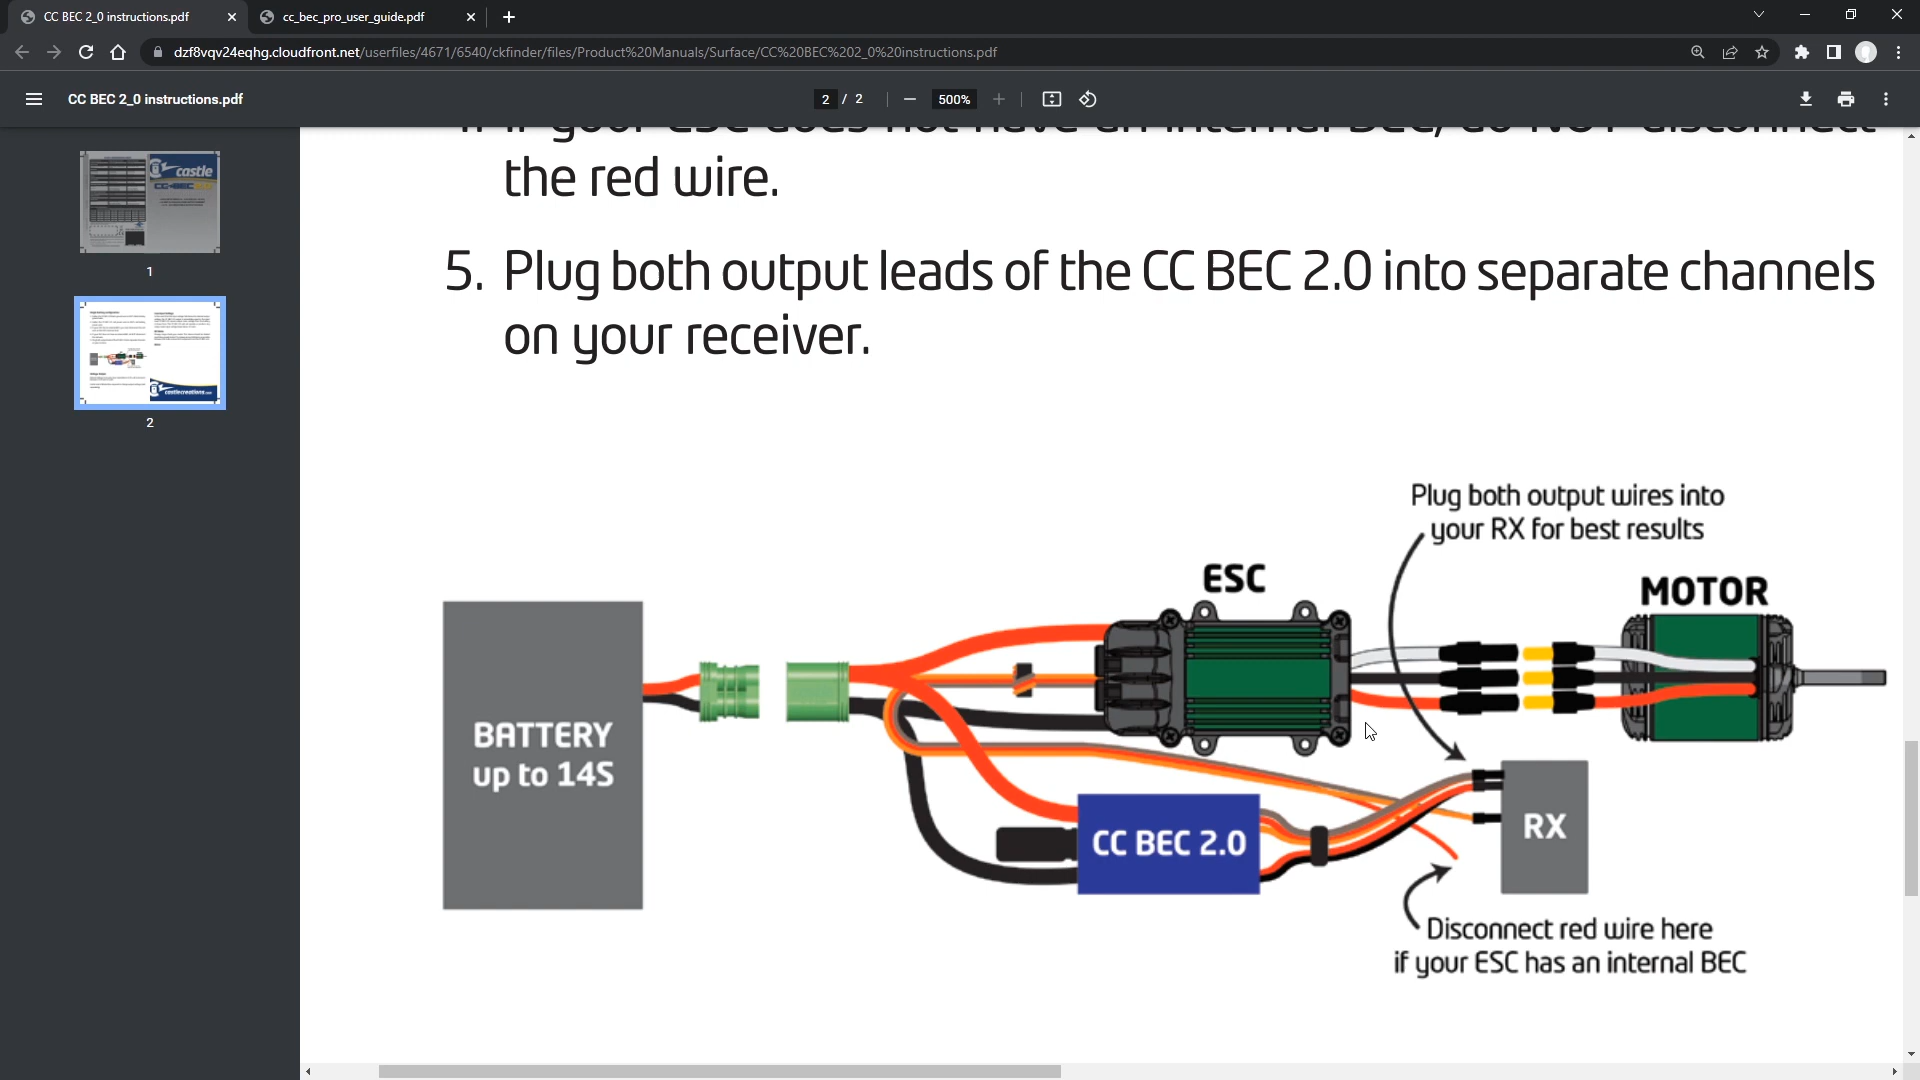 CC BEC 2_0 instructions.pdf
cc_bec_pro_user_guide.pdf
dzf8vqv24eqhg.cloudfront.net/userfiles/4671/6540/ckfinder/files/Product%20Manuals/Surface/CC%20BEC%202_0%20instructions.pdf
CC BEC 2_0 instructions.pdf
2 / 2
500%
castle
1
castlecreations.com
2
the red wire.
5. Plug both output leads of the CC BEC 2.0 into separate channels
on your receiver.
Plug both output wires into
your RX for best results
ESC
MOTOR
BATTERY
up to 14S
CC BEC 2.0
RX
Disconnect red wire here
if your ESC has an internal BEC